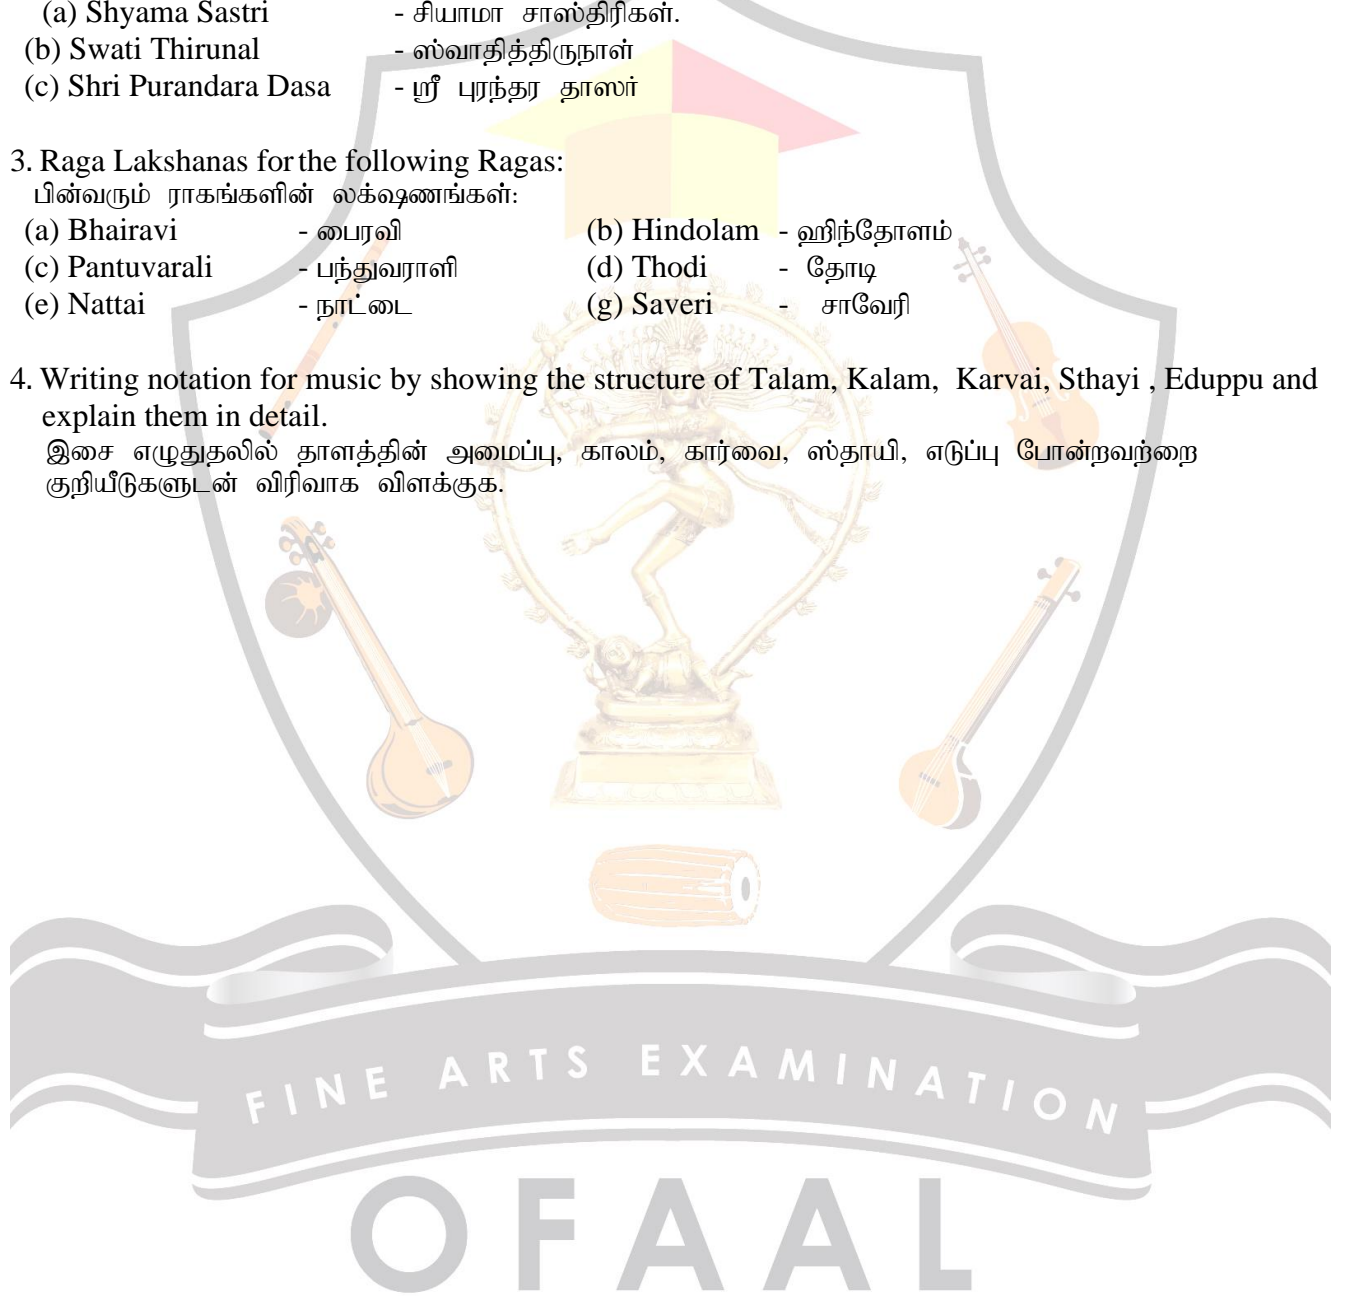 (a) Shyama Sastri - சியாமா சாஸ்திரிகள்.
(b) Swati Thirunal - ஸ்வாதித்திருநாள்
(c) Shri Purandara Dasa - ஸ்ரீ புரந்தர தாஸர்
3. Raga Lakshanas for the following Ragas:
பின்வரும் ராகங்களின் லக்ஷணங்கள்:
(a) Bhairavi - பைரவி (b) Hindolam - ஹிந்தோளம்
(c) Pantuvarali - பந்துவராளி (d) Thodi - தோடி
(e) Nattai - நாட்டை (g) Saveri - சாவேரி
4. Writing notation for music by showing the structure of Talam, Kalam, Karvai, Sthayi , Eduppu and
explain them in detail.
இசை எழுதுதலில் தாளத்தின் அமைப்பு, காலம், கார்வை, ஸ்தாயி, எடுப்பு போன்றவற்றை
குறியீடுகளுடன் விரிவாக விளக்குக.
FINE ARTS EXAMINATION
OFAAL